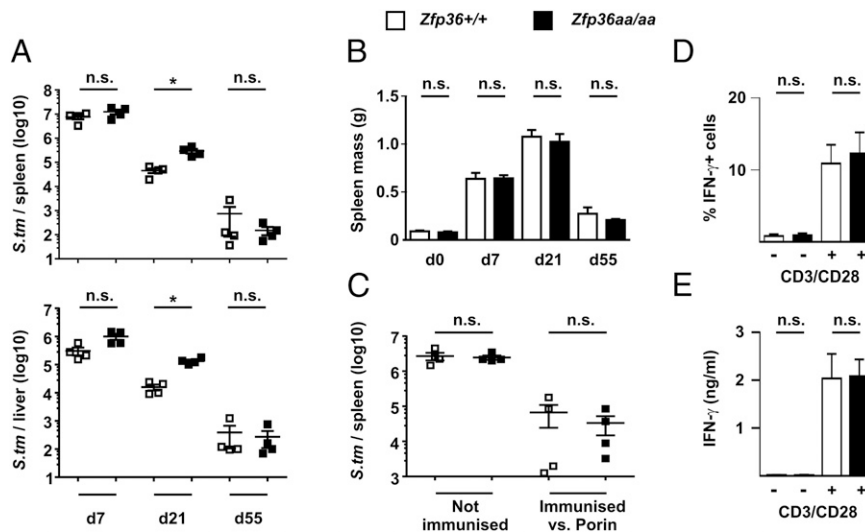 Zfp36+/+ Zfp36aa/aa
A
n.s. * n.s.
S.tm / spleen (log10)
8
7
6
5
4
3
2
1
n.s. * n.s.
S.tm / liver (log10)
7
6
5
4
3
2
1
d7 d21 d55
B
n.s. n.s. n.s. n.s.
Spleen mass (g)
1.5
1.0
0.5
0.0
d0 d7 d21 d55
C
n.s. n.s.
S.tm / spleen (log10)
7
6
5
4
3
Not immunised
Immunised vs. Porin
D
n.s. n.s.
% IFN-γ+ cells
20
10
- - + +
CD3/CD28
E
n.s. n.s.
IFN-γ (ng/ml)
3
2
1
- - + +
CD3/CD28